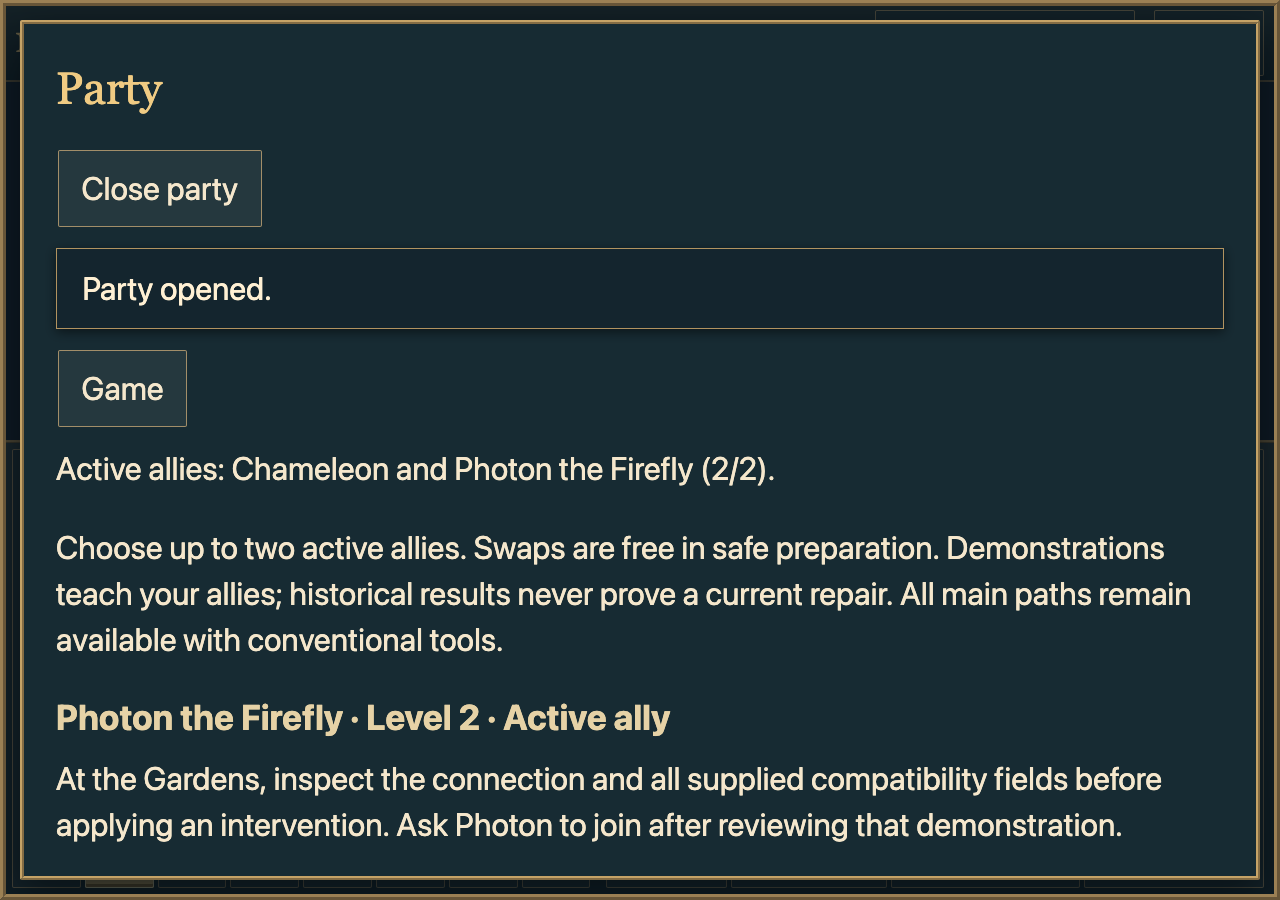 Party
Close party
Party opened.
Game
Active allies: Chameleon and Photon the Firefly (2/2).
Choose up to two active allies. Swaps are free in safe preparation. Demonstrations
teach your allies; historical results never prove a current repair. All main paths remain
available with conventional tools.
Photon the Firefly · Level 2 · Active ally
At the Gardens, inspect the connection and all supplied compatibility fields before
applying an intervention. Ask Photon to join after reviewing that demonstration.